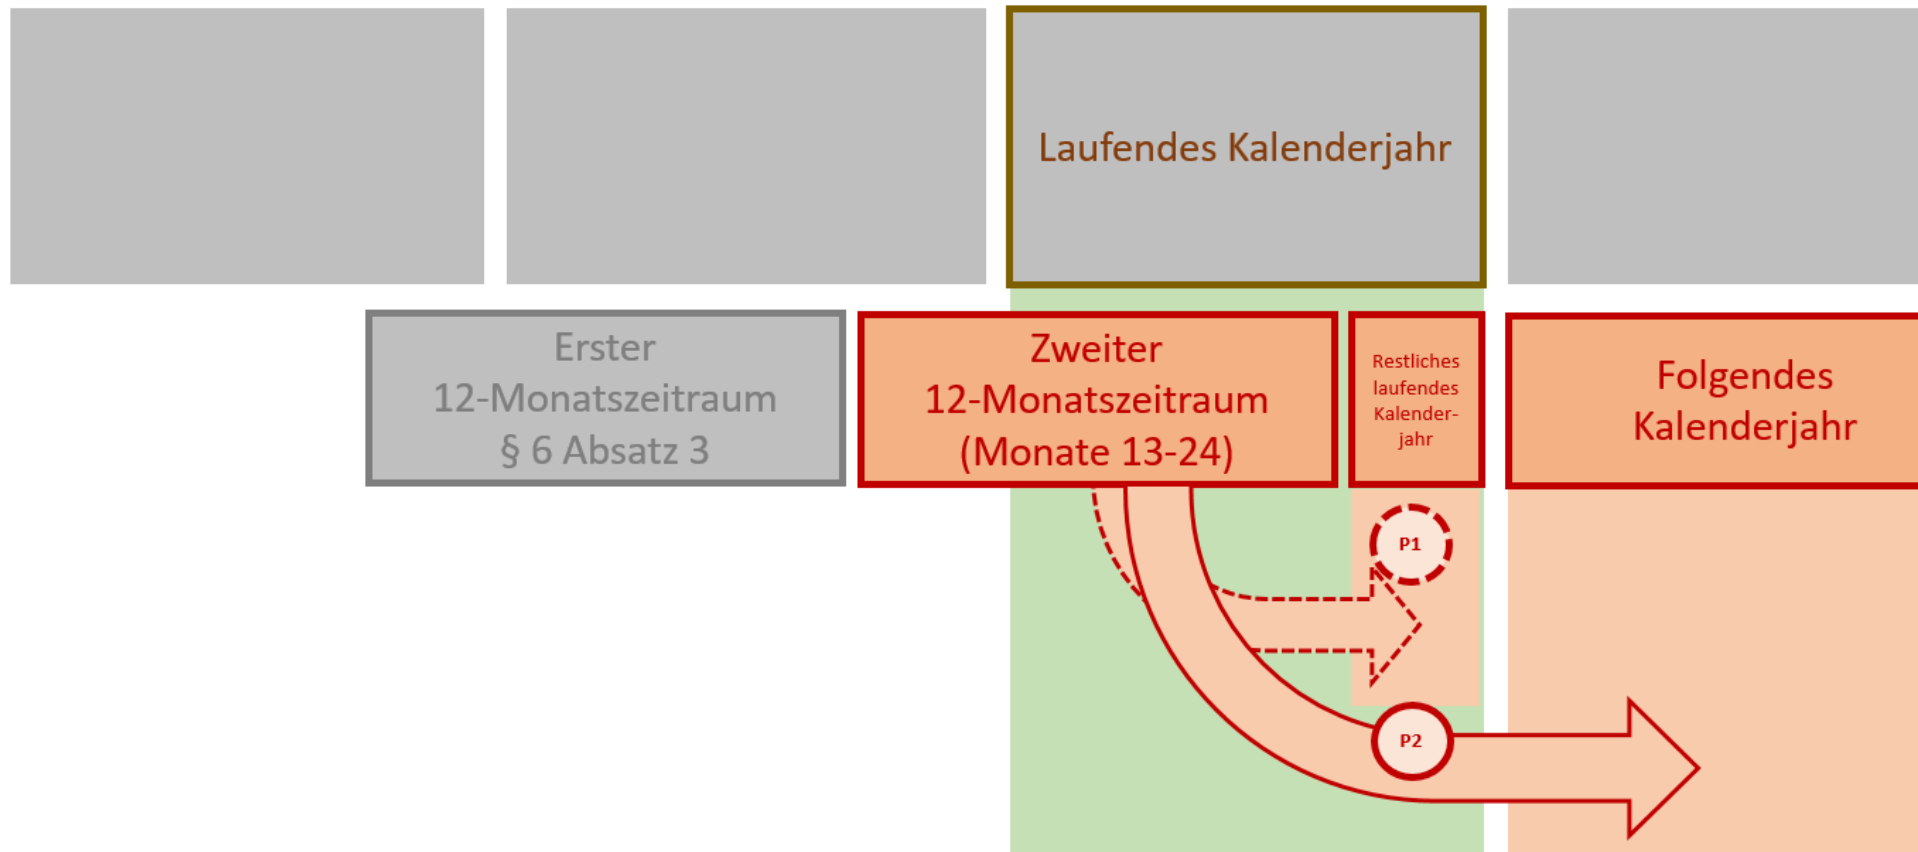 Laufendes Kalenderjahr
Erster
12-Monatszeitraum
§ 6 Absatz 3
Zweiter
12-Monatszeitraum
(Monate 13-24)
Restliches
laufendes
Kalender-
jahr
Folgendes
Kalenderjahr
P1
P2